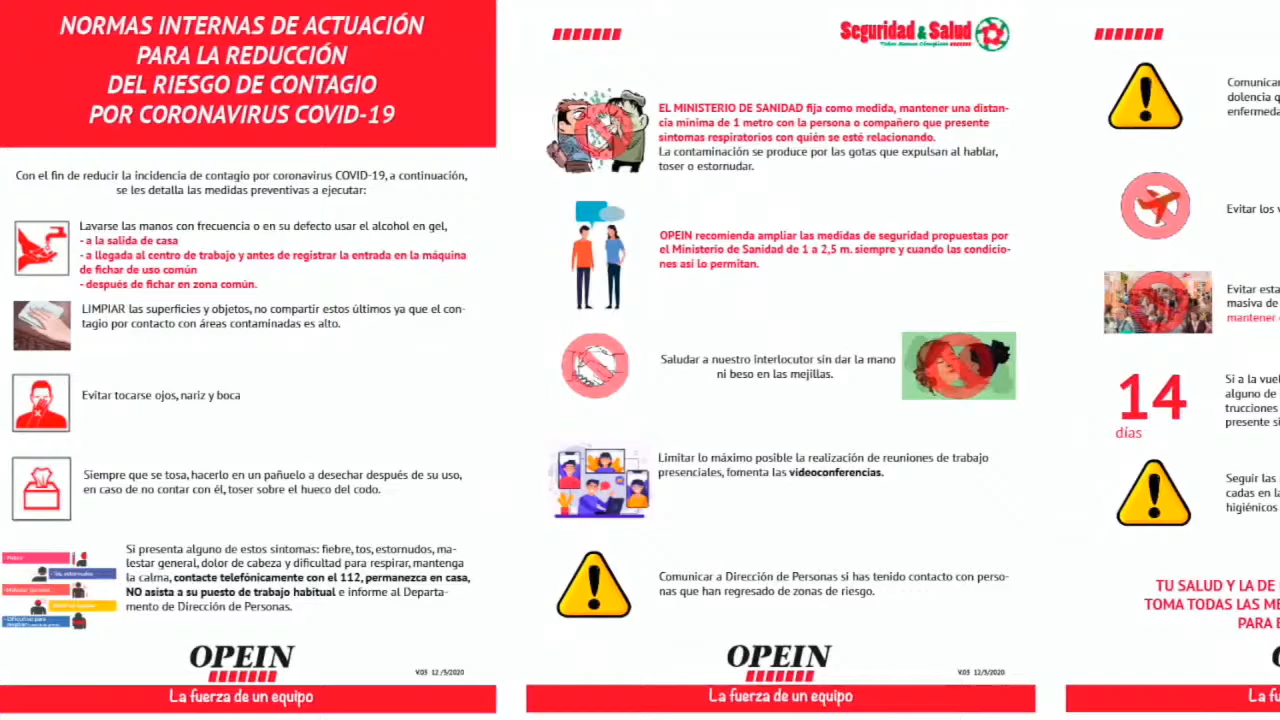 NORMAS INTERNAS DE ACTUACIÓN
PARA LA REDUCCIÓN
DEL RIESGO DE CONTAGIO
POR CORONAVIRUS COVID-19
Con el fin de reducir la incidencia de contagio por coronavirus COVID-19, a continuación,
se les detalla las medidas preventivas a ejecutar:
Lavarse las manos con frecuencia o en su defecto usar el alcohol en gel,
- a la salida de casa
- a llegada al centro de trabajo y antes de registrar la entrada en la máquina
de fichar de uso común
- después de fichar en zona común.
LIMPIAR las superficies y objetos, no compartir estos últimos ya que el con-
tagio por contacto con áreas contaminadas es alto.
Evitar tocarse ojos, nariz y boca
Siempre que se tosa, hacerlo en un pañuelo a desechar después de su uso,
en caso de no contar con él, toser sobre el hueco del codo.
Si presenta alguno de estos síntomas: fiebre, tos, estornudos, ma-
lestar general, dolor de cabeza y dificultad para respirar, mantenga
la calma, contacte telefónicamente con el 112, permanezca en casa,
NO asista a su puesto de trabajo habitual e informe al Departa-
mento de Dirección de Personas.
OPEIN
V.03 12 /3/2020
La fuerza de un equipo
Seguridad & Salud
EL MINISTERIO DE SANIDAD fija como medida, mantener una distan-
cia mínima de 1 metro con la persona o compañero que presente
síntomas respiratorios con quién se esté relacionando.
La contaminación se produce por las gotas que expulsan al hablar,
toser o estornudar.
OPEIN recomienda ampliar las medidas de seguridad propuestas por
el Ministerio de Sanidad de 1 a 2,5 m. siempre y cuando las condicio-
nes así lo permitan.
Saludar a nuestro interlocutor sin dar la mano
ni beso en las mejillas.
Limitar lo máximo posible la realización de reuniones de trabajo
presenciales, fomenta las videoconferencias.
Comunicar a Dirección de Personas si has tenido contacto con perso-
nas que han regresado de zonas de riesgo.
OPEIN
V.03 12/3/2020
La fuerza de un equipo
Comunicar
dolencia q
enfermeda
Evitar los v
Evitar esta
masiva de
mantener
14
días
Si a la vuel
alguno de
trucciones
presente si
Seguir las
cadas en la
higiénicos
TU SALUD Y LA DE
TOMA TODAS LAS ME
PARA E
La fu